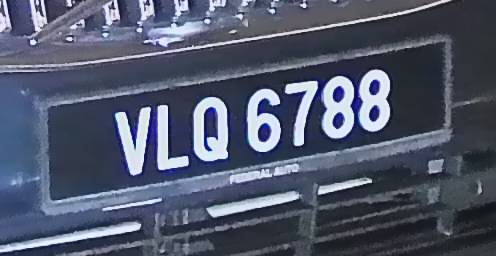 VLQ 6788
FEDERAL AUTO